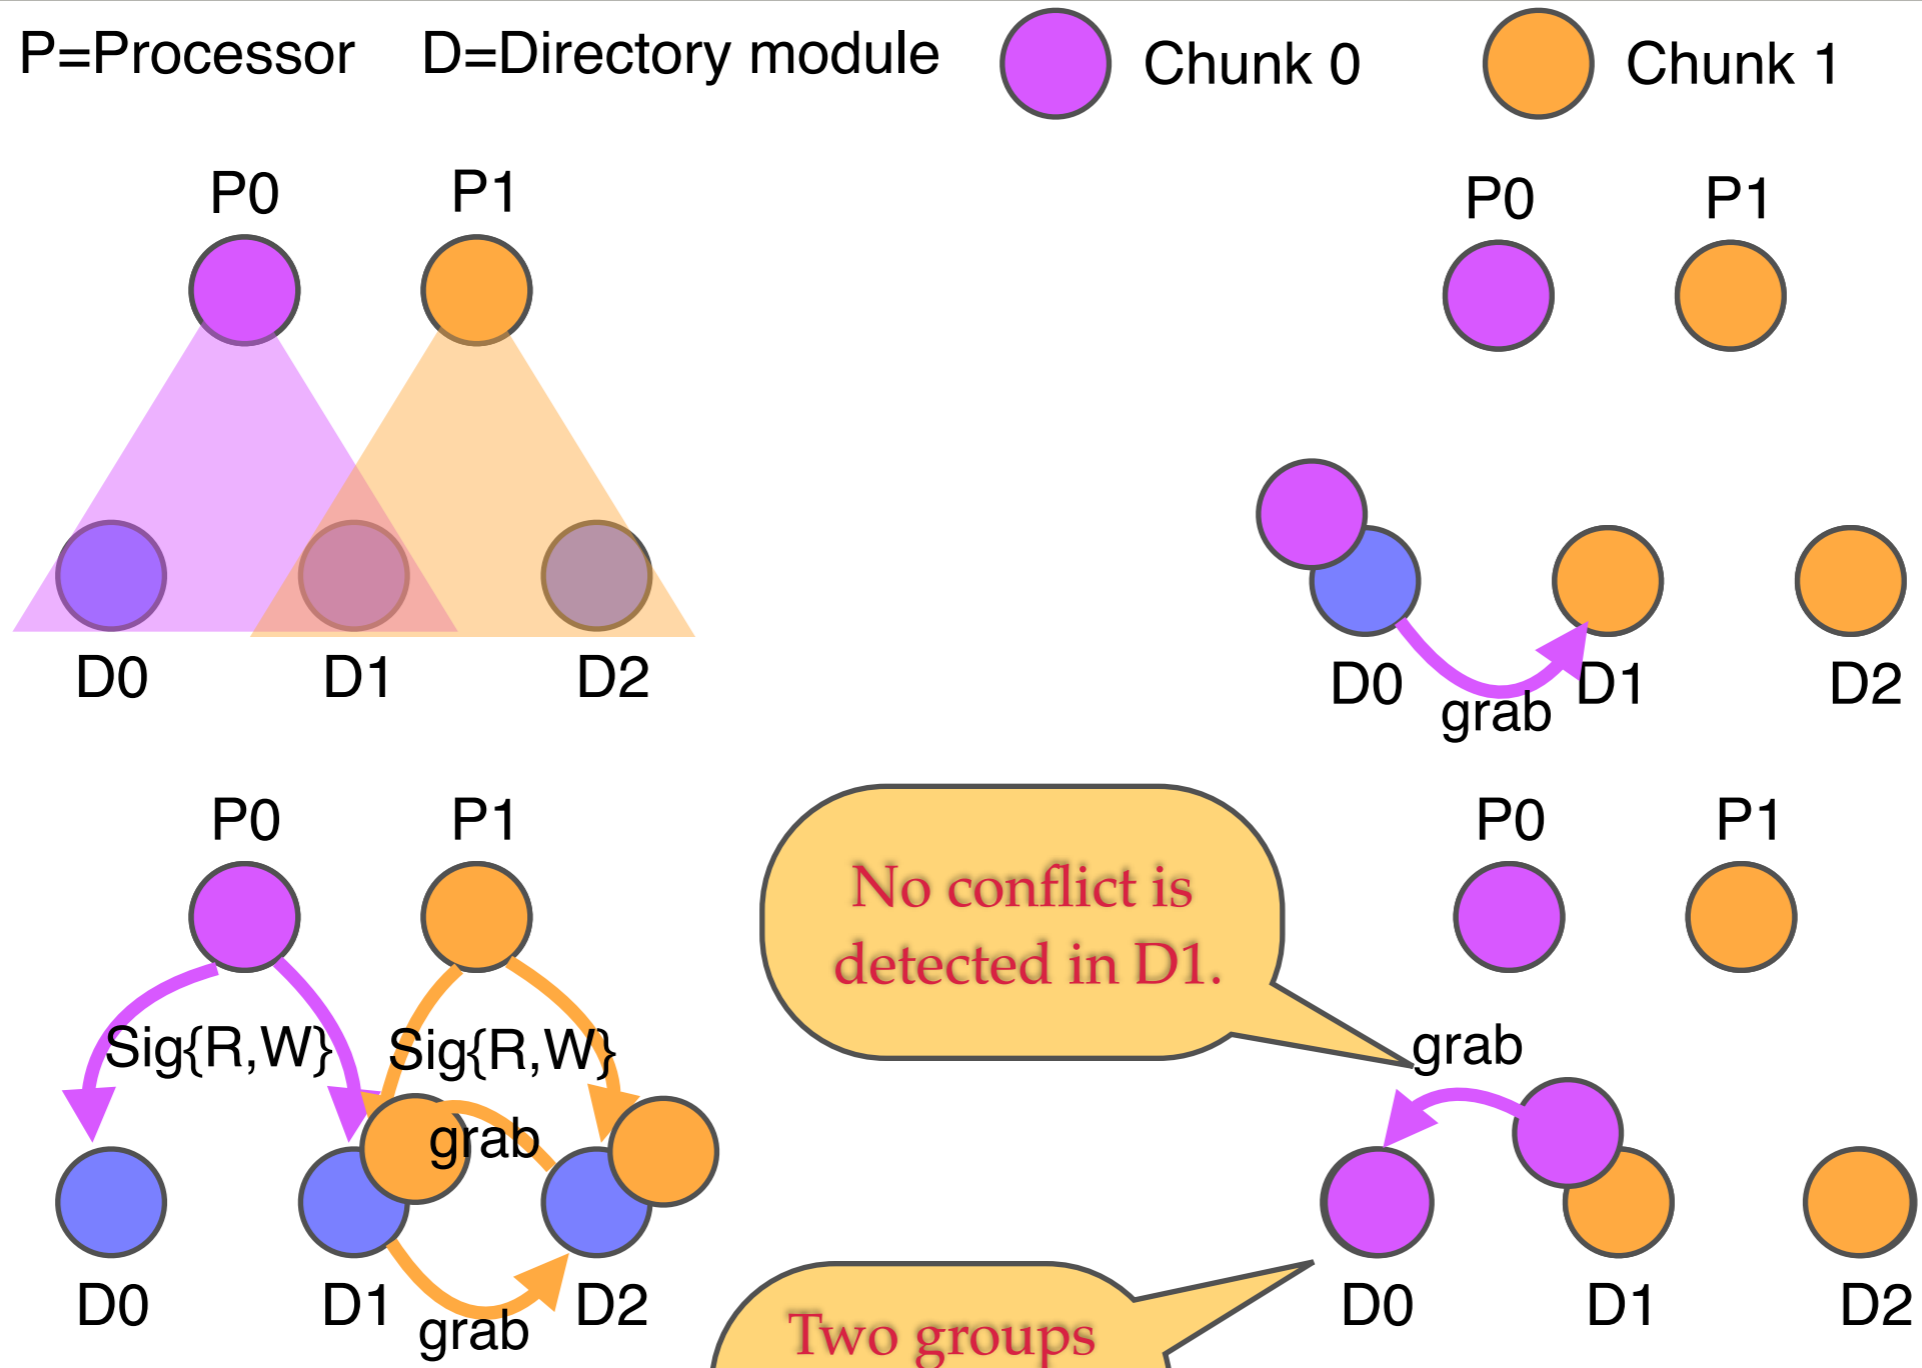 P=Processor
D=Directory module
Chunk 0
Chunk 1
P0
P1
D0
D1
D2
P0
P1
D0
D1
D2
grab
P0
P1
Sig{R,W}
Sig{R,W}
grab
D0
D1
D2
grab
No conflict is
detected in D1.
P0
P1
grab
D0
D1
D2
Two groups